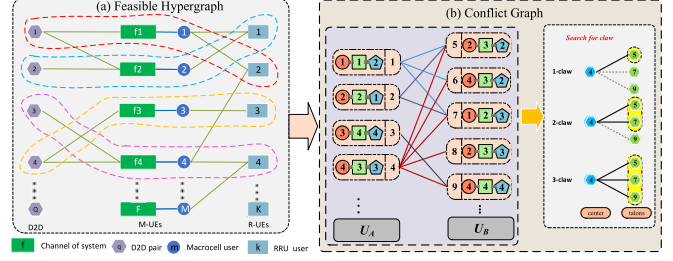 (a) Feasible Hypergraph
1 f1 1 1
2 f2 2 2
3 f3 3 3
4 f4 4 4
Q F M K
D2D M-UEs R-UEs
f Channel of system q D2D pair m Macrocell user k RRU user
(b) Conflict Graph
1 1 2 1
2 2 1 2
3 4 4 3
4 3 3 4
U_A
5 2 3 2
6 4 3 2
7 1 2 3
8 2 3 3
9 4 4 4
U_B
Search for claw
1-claw 4 5 7 9
2-claw 4 5 7 9
3-claw 4 5 7 9
center talons